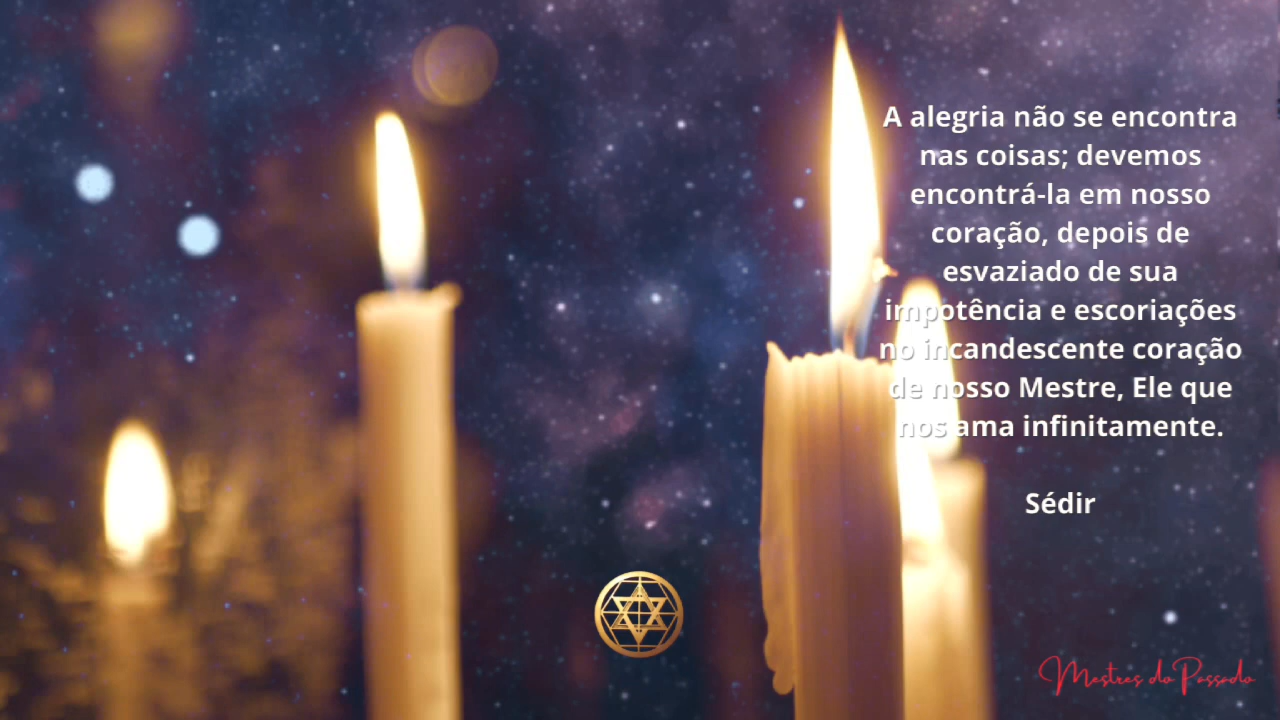 A alegria não se encontra
nas coisas; devemos
encontrá-la em nosso
coração, depois de
esvaziado de sua
impotência e escoriações
no incandescente coração
de nosso Mestre, Ele que
nos ama infinitamente.
Sédir
Mestres do Passado